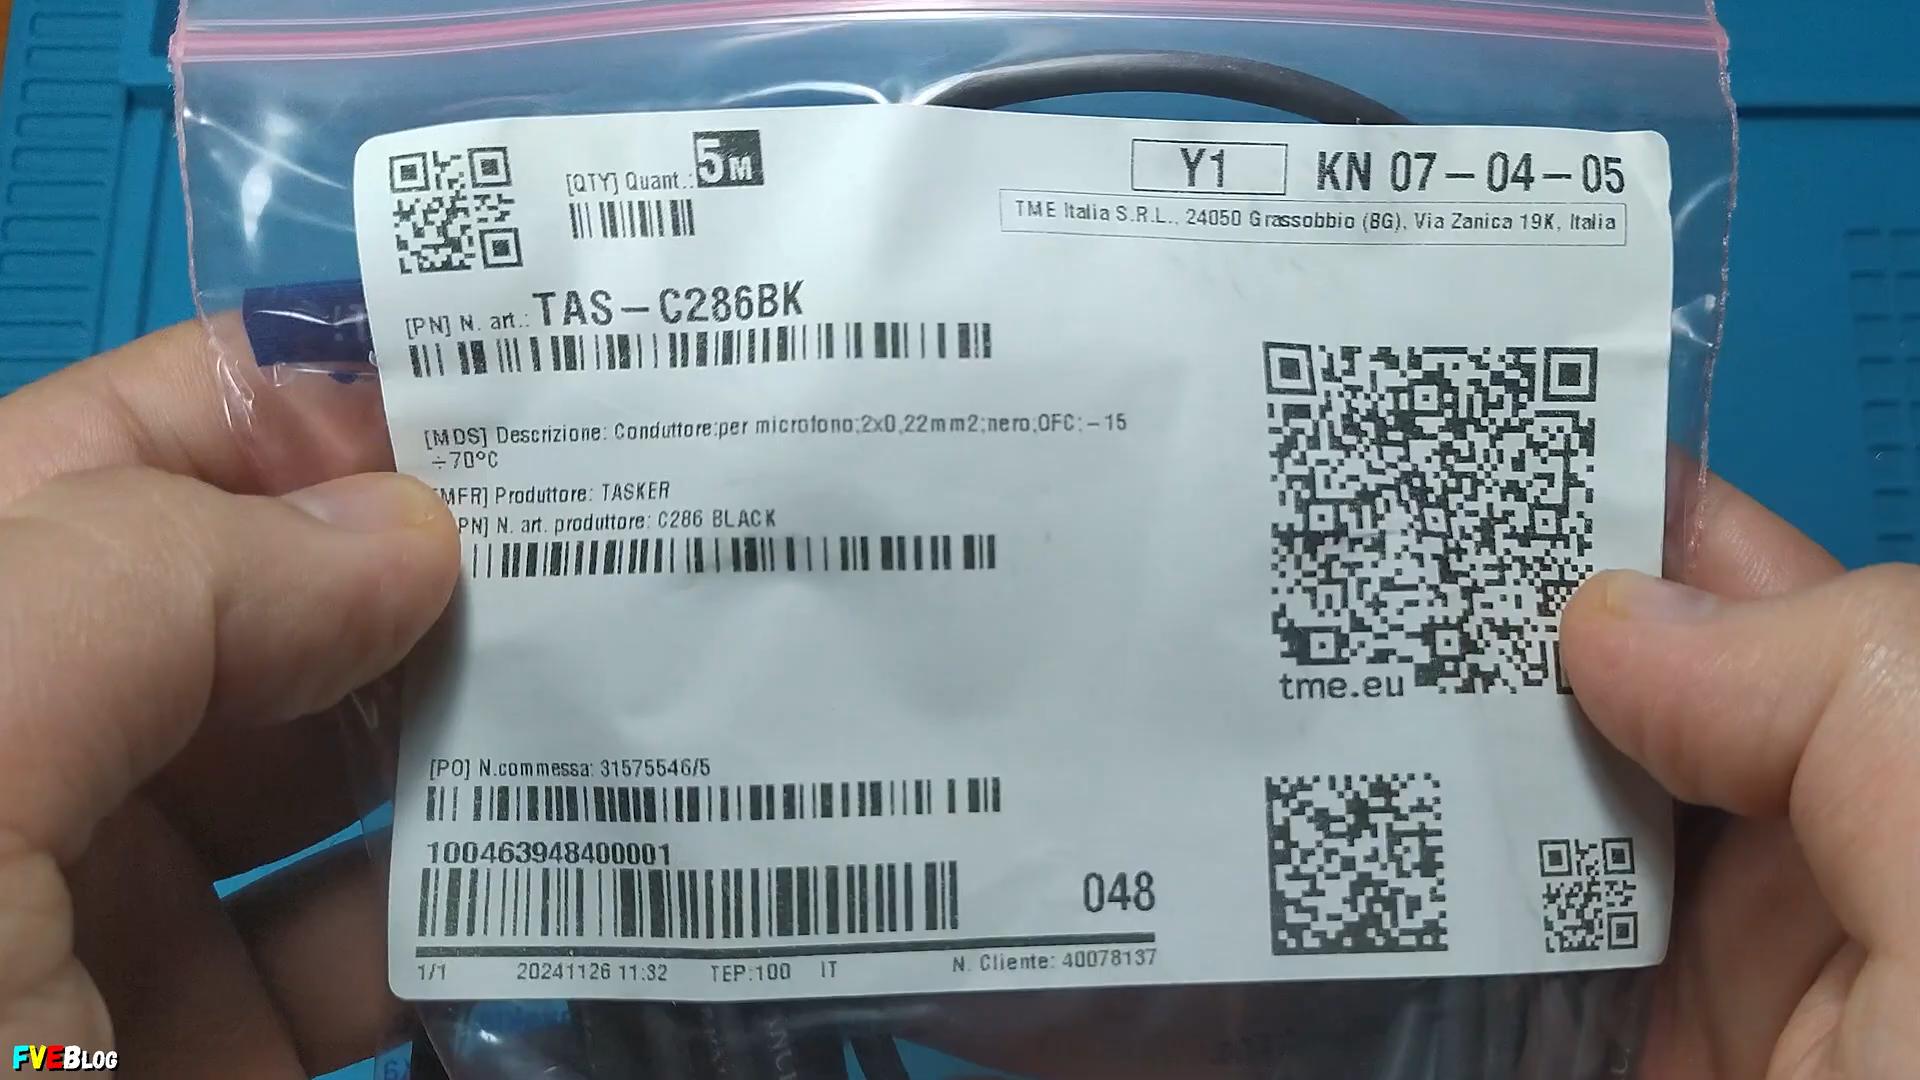 5M
[QTY] Quant.:
Y1
KN 07-04-05
TME Italia S.R.L., 24050 Grassobbio (BG), Via Zanica 19K, Italia
[PN] N. art.: TAS-C286BK
[MDS] Descrizione: Conduttore:per microfono;2x0,22mm2;nero;OFC;-15
÷70°C
MFR] Produttore: TASKER
PN] N. art. produttore: C286 BLACK
tme.eu
[PO] N.commessa: 31575546/5
100463948400001
048
1/1 20241126 11:32 TEP:100 IT N. Cliente: 40078137
FVEBLOG